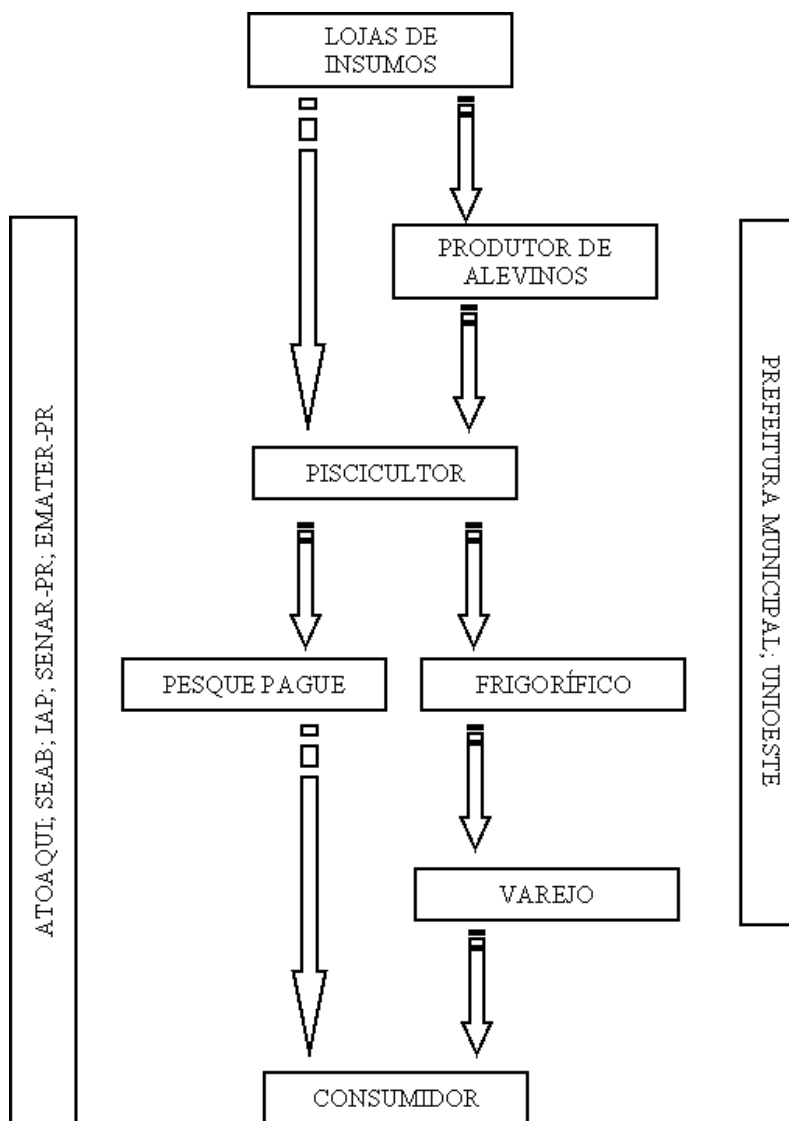 LOJAS DE
INSUMOS
PRODUTOR DE
ALEVINOS
PISCICULTOR
PESQUE PAGUE
FRIGORÍFICO
VAREJO
CONSUMIDOR
ATOAQUI; SEAB; IAP; SENAR-PR; EMATER-PR
PREFEITURA MUNICIPAL; UNIOESTE